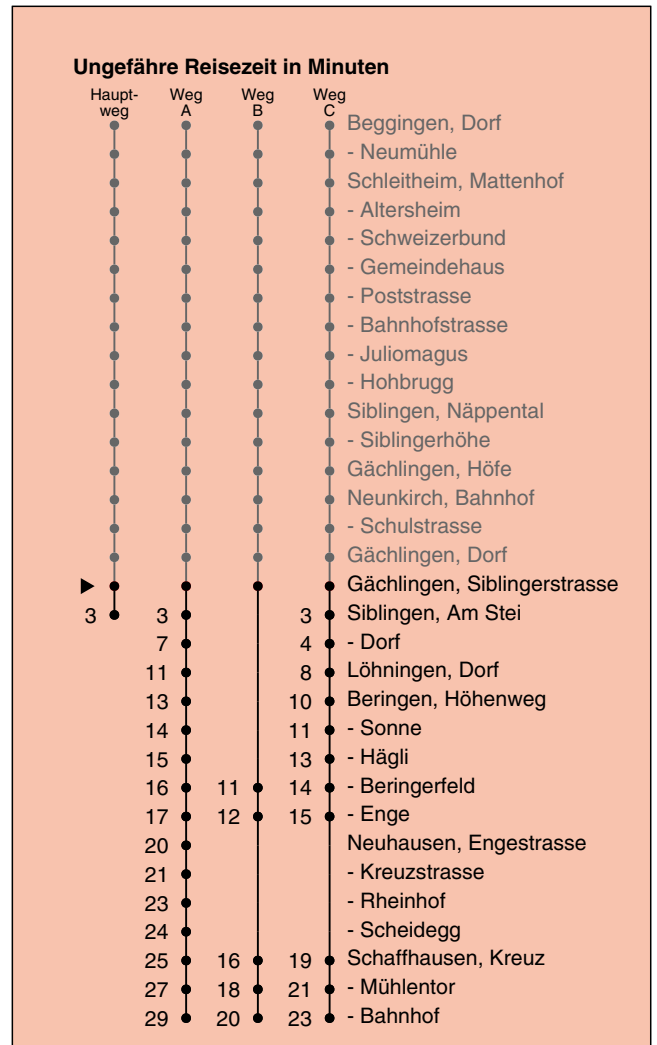 Ungefähre Reisezeit in Minuten
Haupt- Weg Weg Weg
weg A B C
Beggingen, Dorf
- Neumühle
Schleitheim, Mattenhof
- Altersheim
- Schweizerbund
- Gemeindehaus
- Poststrasse
- Bahnhofstrasse
- Juliomagus
- Hohbrugg
Siblingen, Näppental
- Siblingerhöhe
Gächlingen, Höfe
Neunkirch, Bahnhof
- Schulstrasse
Gächlingen, Dorf
Gächlingen, Siblingerstrasse
3 3 3 Siblingen, Am Stei
7 4 - Dorf
11 8 Löhningen, Dorf
13 10 Beringen, Höhenweg
14 11 - Sonne
15 13 - Hägli
16 11 14 - Beringerfeld
17 12 15 - Enge
20 Neuhausen, Engestrasse
21 - Kreuzstrasse
23 - Rheinhof
24 - Scheidegg
25 16 19 Schaffhausen, Kreuz
27 18 21 - Mühlentor
29 20 23 - Bahnhof